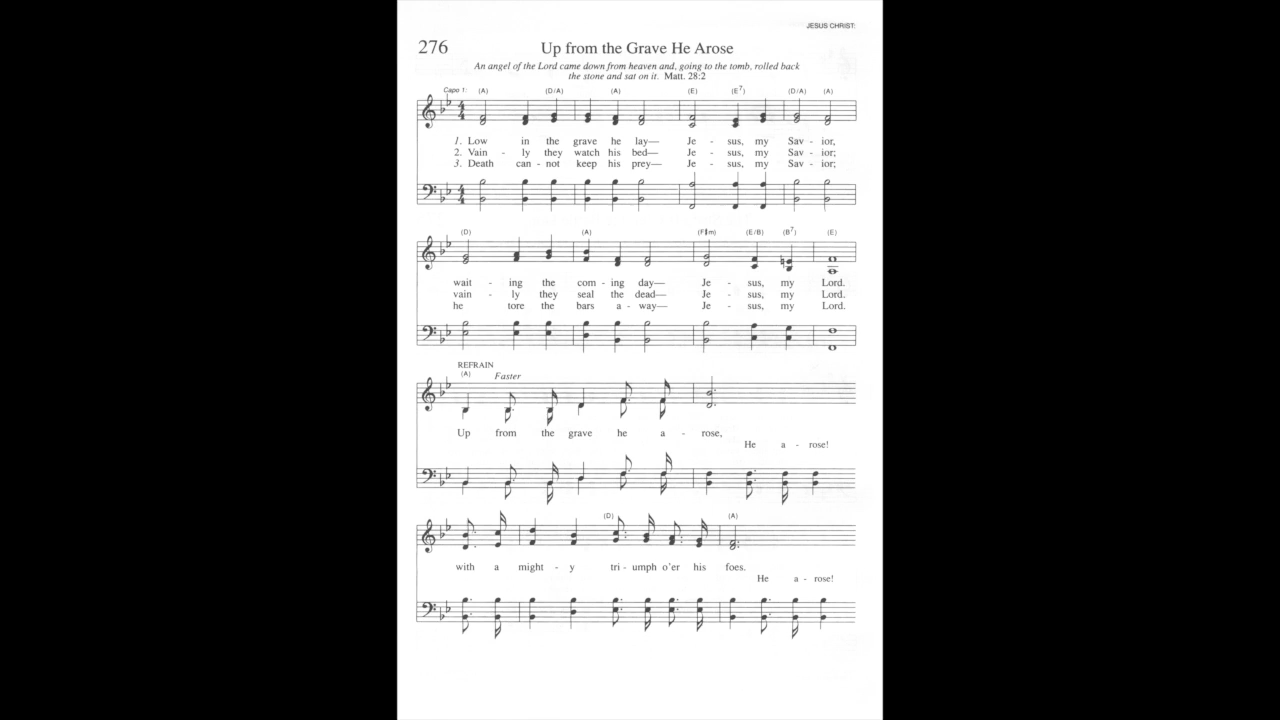 JESUS CHRIST:
276
Up from the Grave He Arose
An angel of the Lord came down from heaven and, going to the tomb, rolled back
the stone and sat on it. Matt. 28:2
Capo 1: (A) (D/A) (A) (E) (E7) (D/A) (A)
1. Low in the grave he lay— Je - sus, my Sav - ior,
2. Vain - ly they watch his bed— Je - sus, my Sav - ior;
3. Death can - not keep his prey— Je - sus, my Sav - ior;
(D) (A) (F#m) (E/B) (B7) (E)
wait - ing the com - ing day— Je - sus, my Lord.
vain - ly they seal the dead— Je - sus, my Lord.
he tore the bars a - way— Je - sus, my Lord.
REFRAIN
(A) Faster
Up from the grave he a - rose,
He a - rose!
(D) (A)
with a might - y tri - umph o'er his foes.
He a - rose!